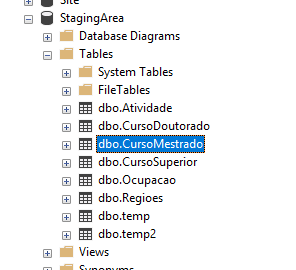 Site
StagingArea
Database Diagrams
Tables
System Tables
FileTables
dbo.Atividade
dbo.CursoDoutorado
dbo.CursoMestrado
dbo.CursoSuperior
dbo.Ocupacao
dbo.Regioes
dbo.temp
dbo.temp2
Views
Synonyms